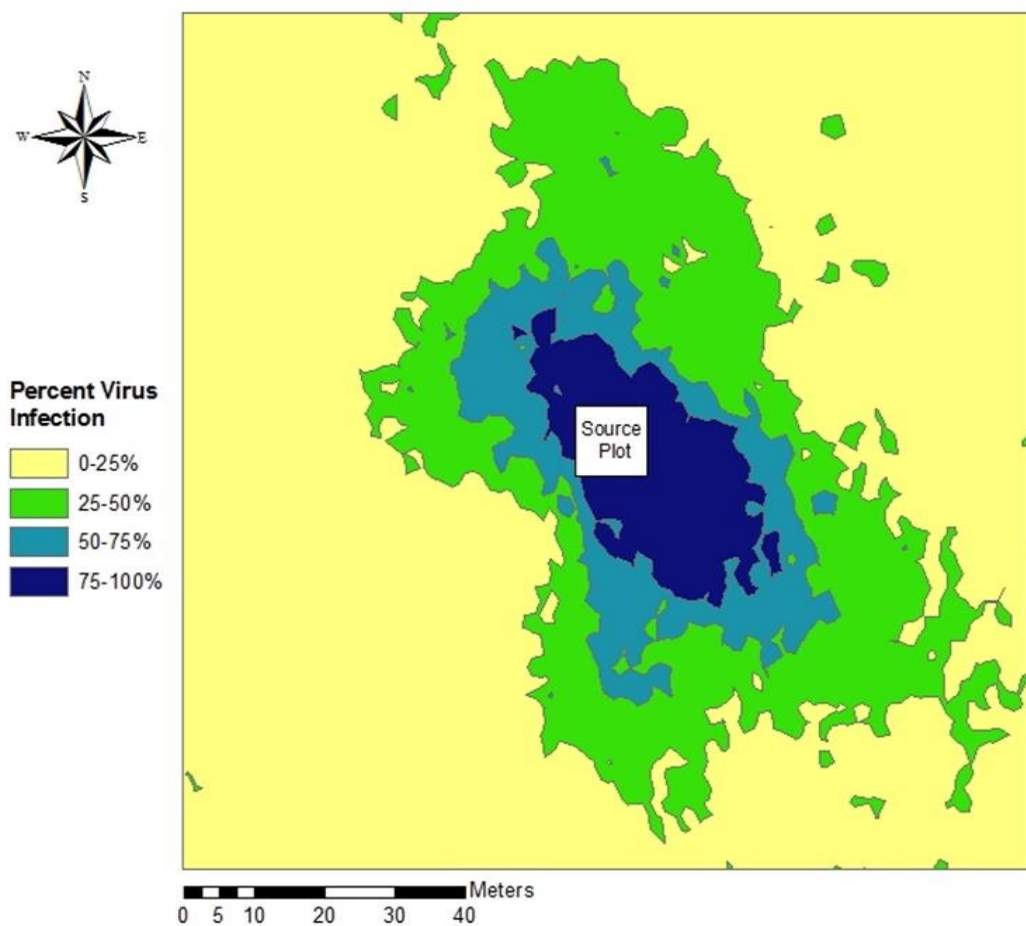 N
W E
S
Source
Plot
Percent Virus
Infection
0-25%
25-50%
50-75%
75-100%
Meters
0 5 10 20 30 40